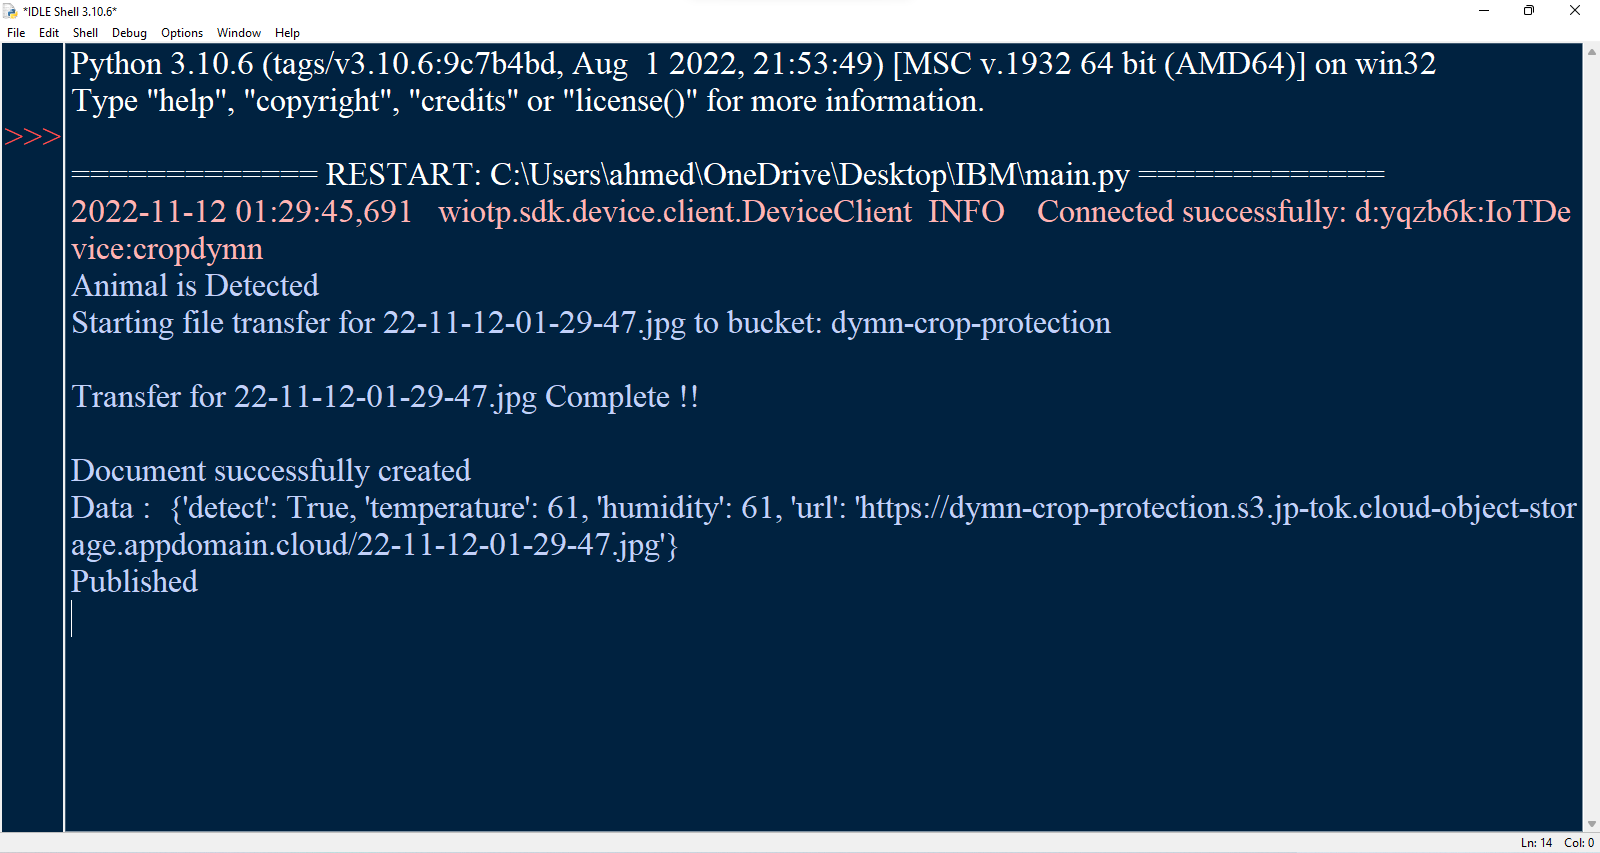 *IDLE Shell 3.10.6*
File Edit Shell Debug Options Window Help
Python 3.10.6 (tags/v3.10.6:9c7b4bd, Aug  1 2022, 21:53:49) [MSC v.1932 64 bit (AMD64)] on win32
Type "help", "copyright", "credits" or "license()" for more information.
>>>
============= RESTART: C:\Users\ahmed\OneDrive\Desktop\IBM\main.py =============
2022-11-12 01:29:45,691   wiotp.sdk.device.client.DeviceClient  INFO    Connected successfully: d:yqzb6k:IoTDe
vice:cropdymn
Animal is Detected
Starting file transfer for 22-11-12-01-29-47.jpg to bucket: dymn-crop-protection
Transfer for 22-11-12-01-29-47.jpg Complete !!
Document successfully created
Data :  {'detect': True, 'temperature': 61, 'humidity': 61, 'url': 'https://dymn-crop-protection.s3.jp-tok.cloud-object-stor
age.appdomain.cloud/22-11-12-01-29-47.jpg'}
Published
Ln: 14 Col: 0